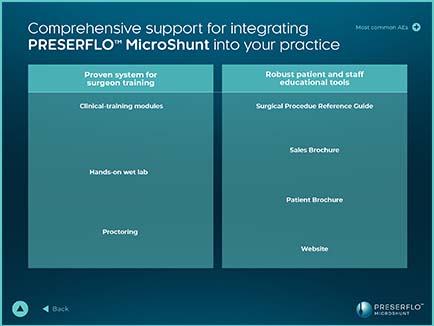 Comprehensive support for integrating
PRESERFLO™ MicroShunt into your practice
Most common AEs
Proven system for
surgeon training
Clinical-training modules
Hands-on wet lab
Proctoring
Robust patient and staff
educational tools
Surgical Procedue Reference Guide
Sales Brochure
Patient Brochure
Website
Back
PRESERFLO™
MICROSHUNT